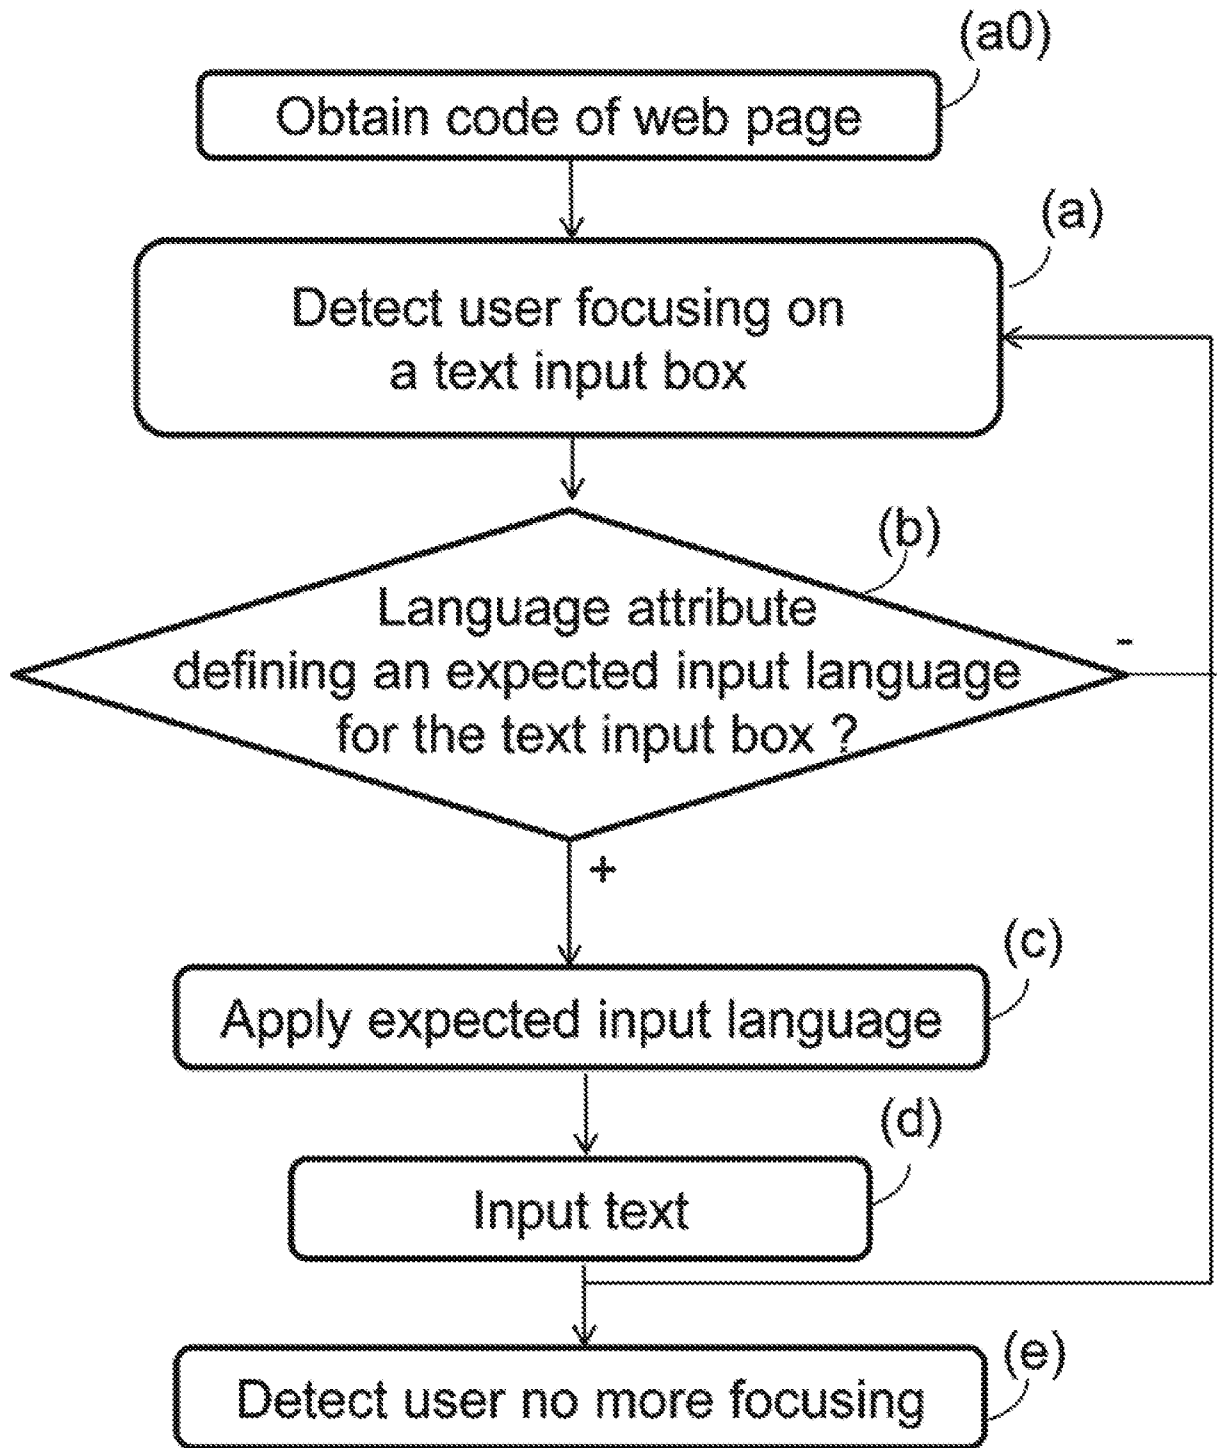 (a0)
Obtain code of web page
(a)
Detect user focusing on
a text input box
(b)
Language attribute
defining an expected input language
for the text input box ?
-
+
(c)
Apply expected input language
(d)
Input text
(e)
Detect user no more focusing